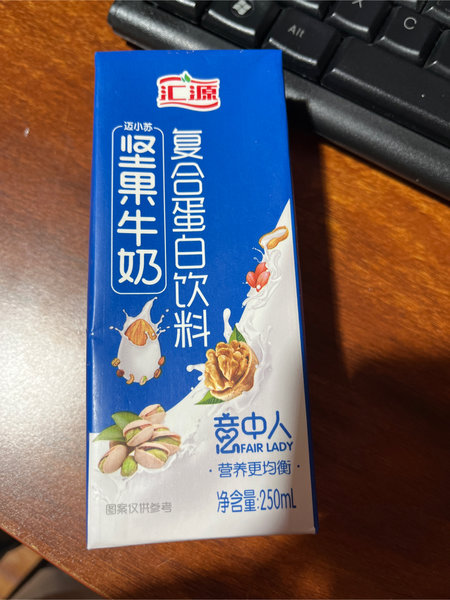 Alt
汇源
迈小苏
坚果牛奶
复合蛋白饮料
意中人
FAIR LADY
·营养更均衡·
图案仅供参考
净含量:250mL